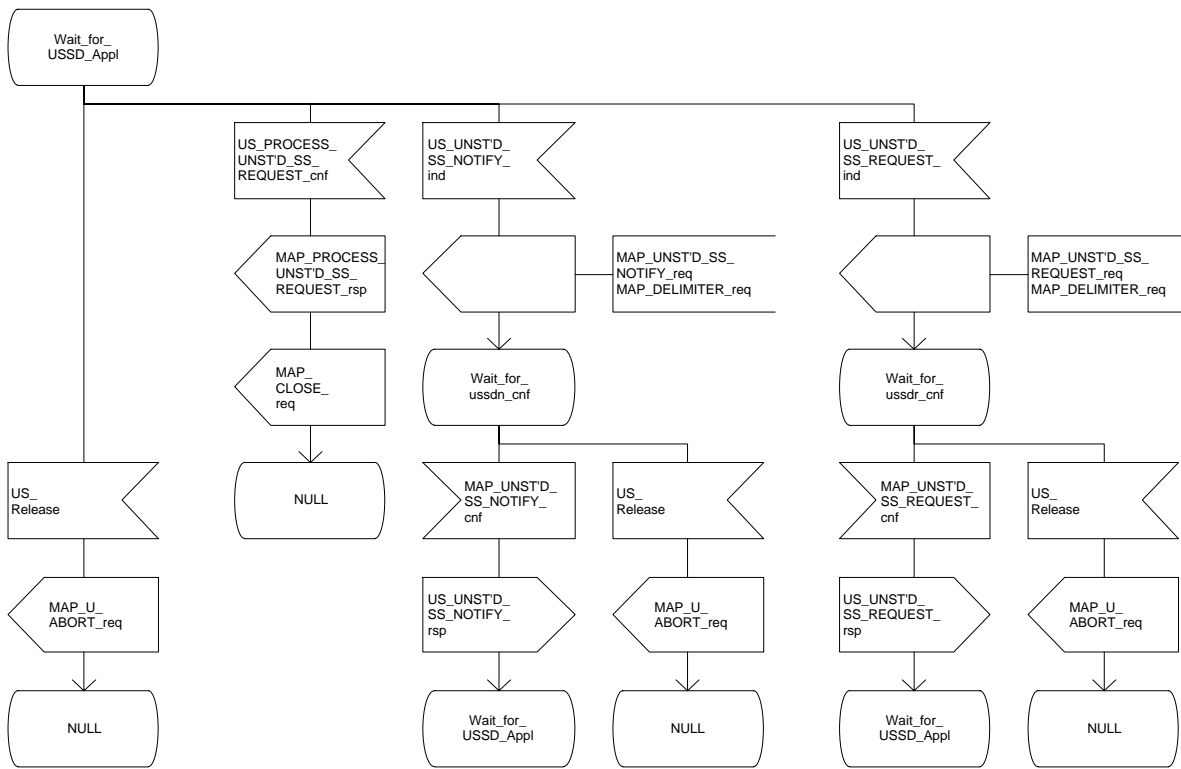 Wait_for_
USSD_Appl
US_PROCESS_
UNST'D_SS_
REQUEST_cnf
US_UNST'D_
SS_NOTIFY_
ind
US_UNST'D_
SS_REQUEST_
ind
MAP_PROCESS_
UNST'D_SS_
REQUEST_rsp
MAP_UNST'D_SS_
NOTIFY_req
MAP_DELIMITER_req
MAP_UNST'D_SS_
REQUEST_req
MAP_DELIMITER_req
MAP_
CLOSE_
req
Wait_for_
ussdn_cnf
Wait_for_
ussdr_cnf
US_
Release
NULL
MAP_UNST'D_
SS_NOTIFY_
cnf
US_
Release
MAP_UNST'D_
SS_REQUEST_
cnf
US_
Release
MAP_U_
ABORT_req
US_UNST'D_
SS_NOTIFY_
rsp
MAP_U_
ABORT_req
US_UNST'D_
SS_REQUEST_
rsp
MAP_U_
ABORT_req
NULL
Wait_for_
USSD_Appl
NULL
Wait_for_
USSD_Appl
NULL